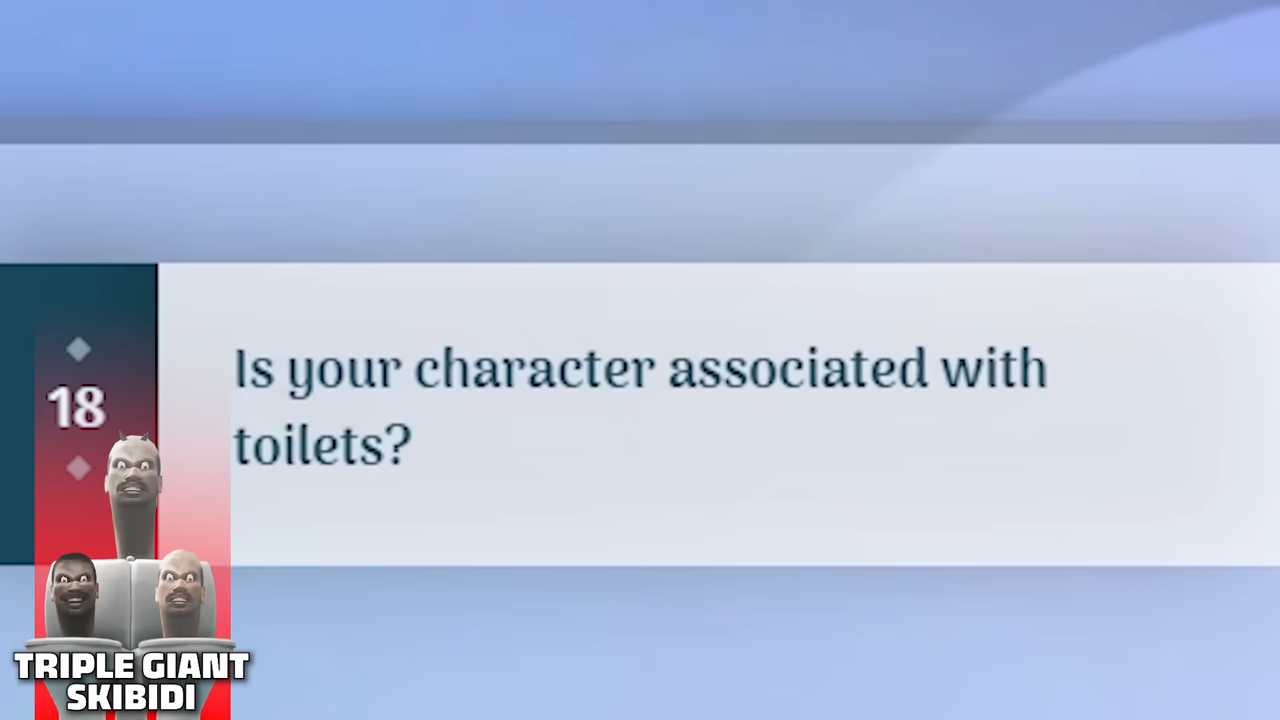 18
Is your character associated with
toilets?
TRIPLE GIANT
SKIBIDI